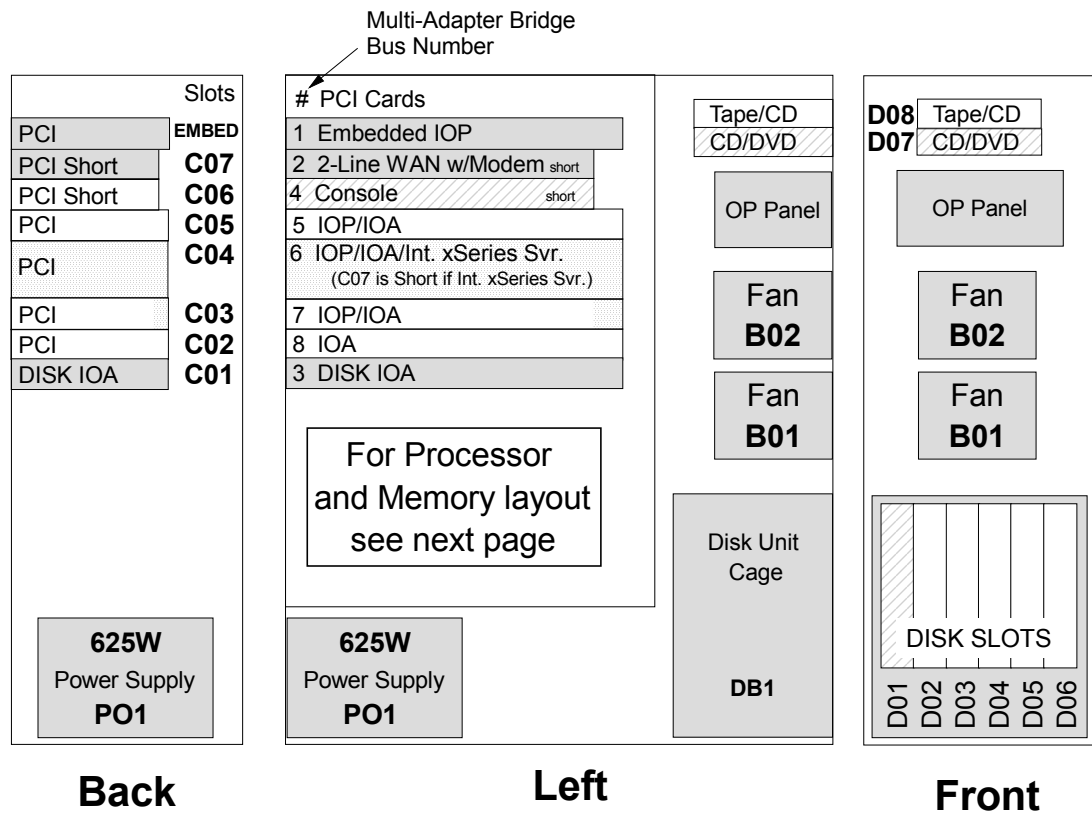 Multi-Adapter Bridge
Bus Number
Slots
PCI EMBED
PCI Short C07
PCI Short C06
PCI C05
PCI C04
PCI C03
PCI C02
DISK IOA C01
625W
Power Supply
PO1
Back
# PCI Cards
1 Embedded IOP
2 2-Line WAN w/Modem short
4 Console short
5 IOP/IOA
6 IOP/IOA/Int. xSeries Svr.
(C07 is Short if Int. xSeries Svr.)
7 IOP/IOA
8 IOA
3 DISK IOA
For Processor
and Memory layout
see next page
625W
Power Supply
PO1
Tape/CD
CD/DVD
OP Panel
Fan
B02
Fan
B01
Disk Unit
Cage
DB1
Left
D08 Tape/CD
D07 CD/DVD
OP Panel
Fan
B02
Fan
B01
DISK SLOTS
D01
D02
D03
D04
D05
D06
Front